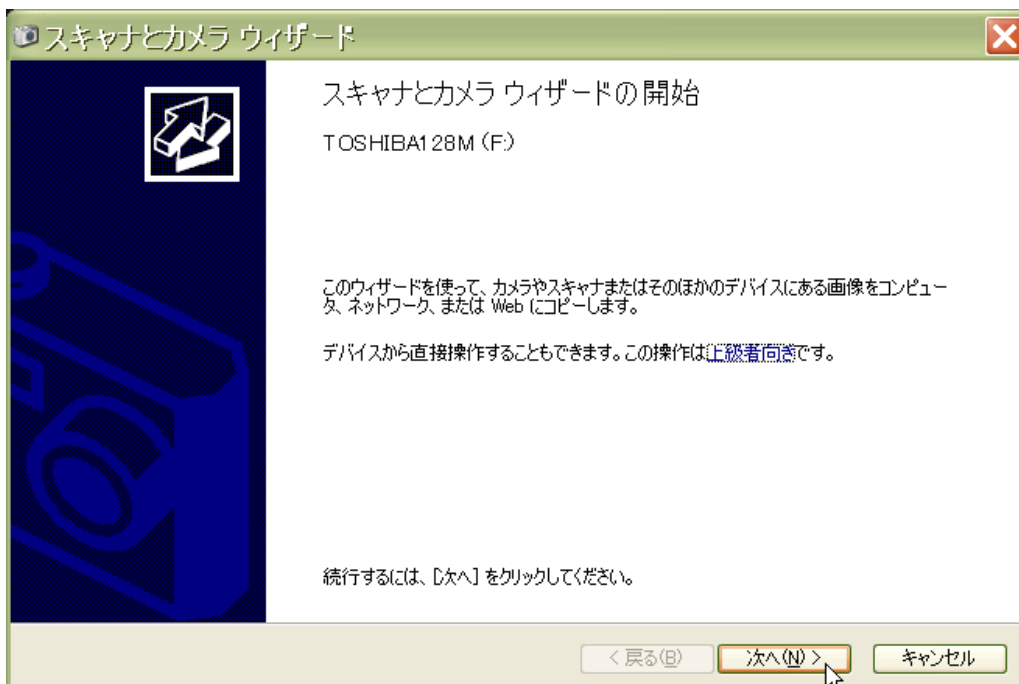 スキャナとカメラ ウィザード
スキャナとカメラ ウィザードの開始
TOSHIBA128M (F:)
このウィザードを使って、カメラやスキャナまたはそのほかのデバイスにある画像をコンピュー
タ、ネットワーク、または Web にコピーします。
デバイスから直接操作することもできます。この操作は上級者向きです。
続行するには、[次へ] をクリックしてください。
< 戻る(B) 次へ(N) > キャンセル